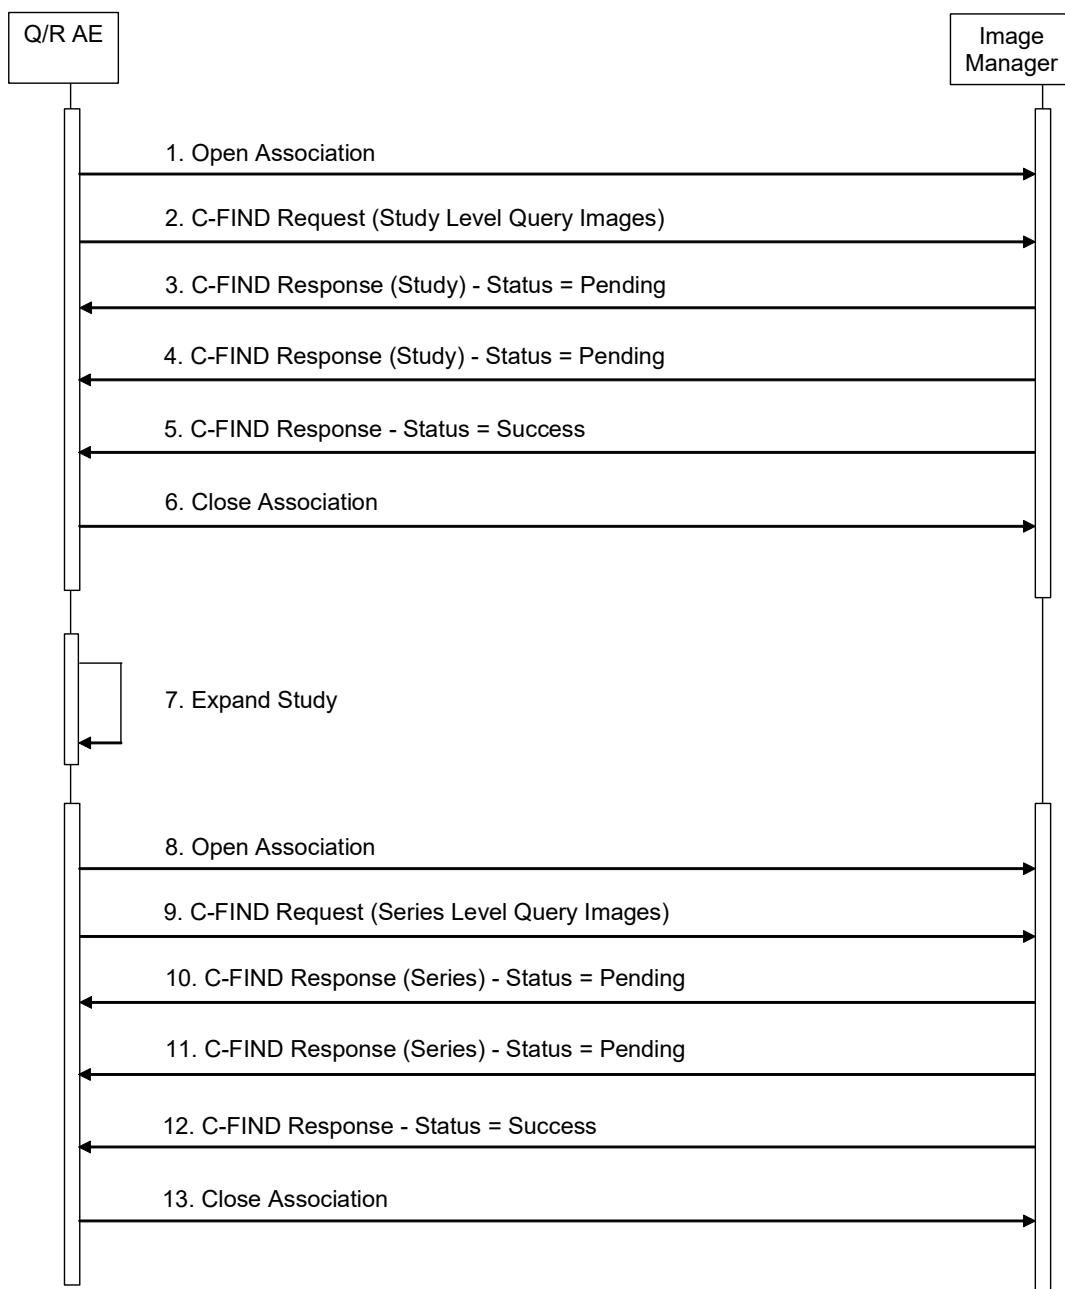 Q/R AE
Image
Manager
1. Open Association
2. C-FIND Request (Study Level Query Images)
3. C-FIND Response (Study) - Status = Pending
4. C-FIND Response (Study) - Status = Pending
5. C-FIND Response - Status = Success
6. Close Association
7. Expand Study
8. Open Association
9. C-FIND Request (Series Level Query Images)
10. C-FIND Response (Series) - Status = Pending
11. C-FIND Response (Series) - Status = Pending
12. C-FIND Response - Status = Success
13. Close Association